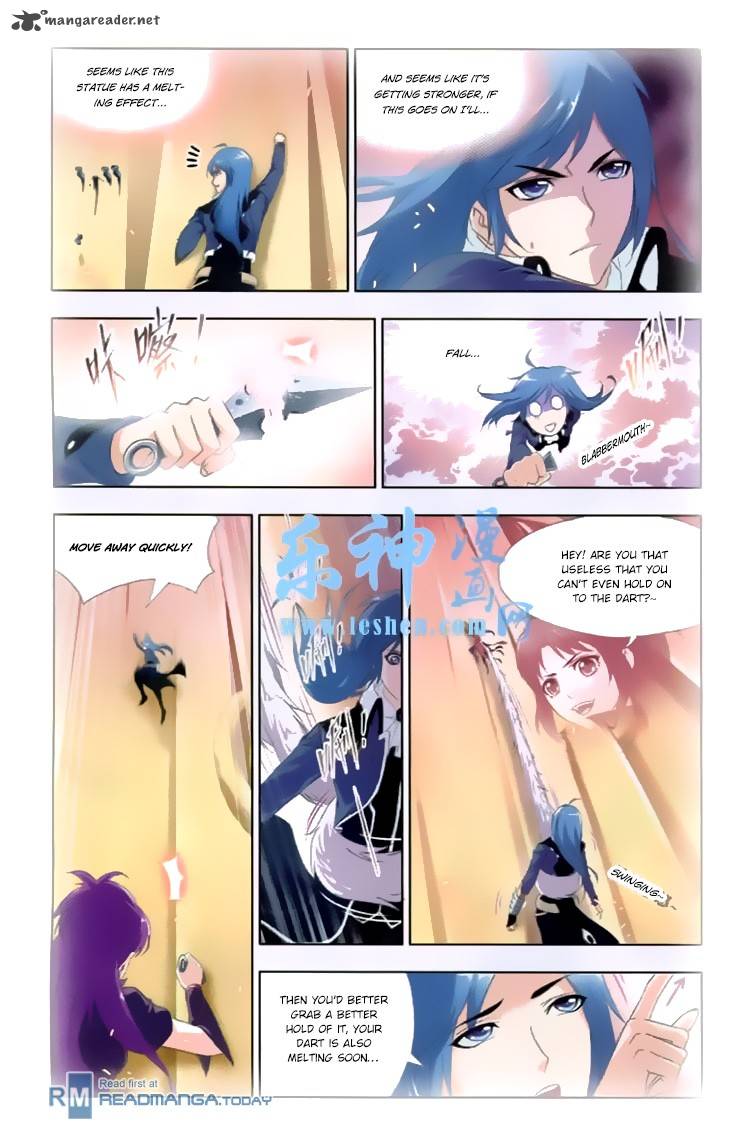 mangareader.net
SEEMS LIKE THIS
STATUE HAS A MELT-
ING EFFECT...
AND SEEMS LIKE IT'S
GETTING STRONGER, IF
THIS GOES ON I'LL...
咔嚓!
FALL...
唰!
BLABBERMOUTH~
MOVE AWAY QUICKLY!
唰!
唰!
HEY! ARE YOU THAT
USELESS THAT YOU
CAN'T EVEN HOLD ON
TO THE DART?~
SWINGING~
乐神漫画网
www.leshen.com
THEN YOU'D BETTER
GRAB A BETTER
HOLD OF IT, YOUR
DART IS ALSO
MELTING SOON...
RM
Read first at
READMANGA.TODAY